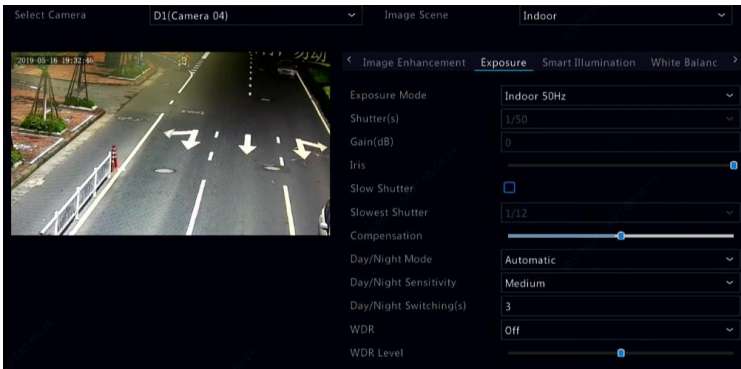 Select Camera D1(Camera 04) Image Scene Indoor
2019-05-16 19:32:46
Image Enhancement Exposure Smart Illumination White Balanc
Exposure Mode Indoor 50Hz
Shutter(s) 1/50
Gain(dB) 0
Iris
Slow Shutter
Slowest Shutter 1/12
Compensation
Day/Night Mode Automatic
Day/Night Sensitivity Medium
Day/Night Switching(s) 3
WDR Off
WDR Level